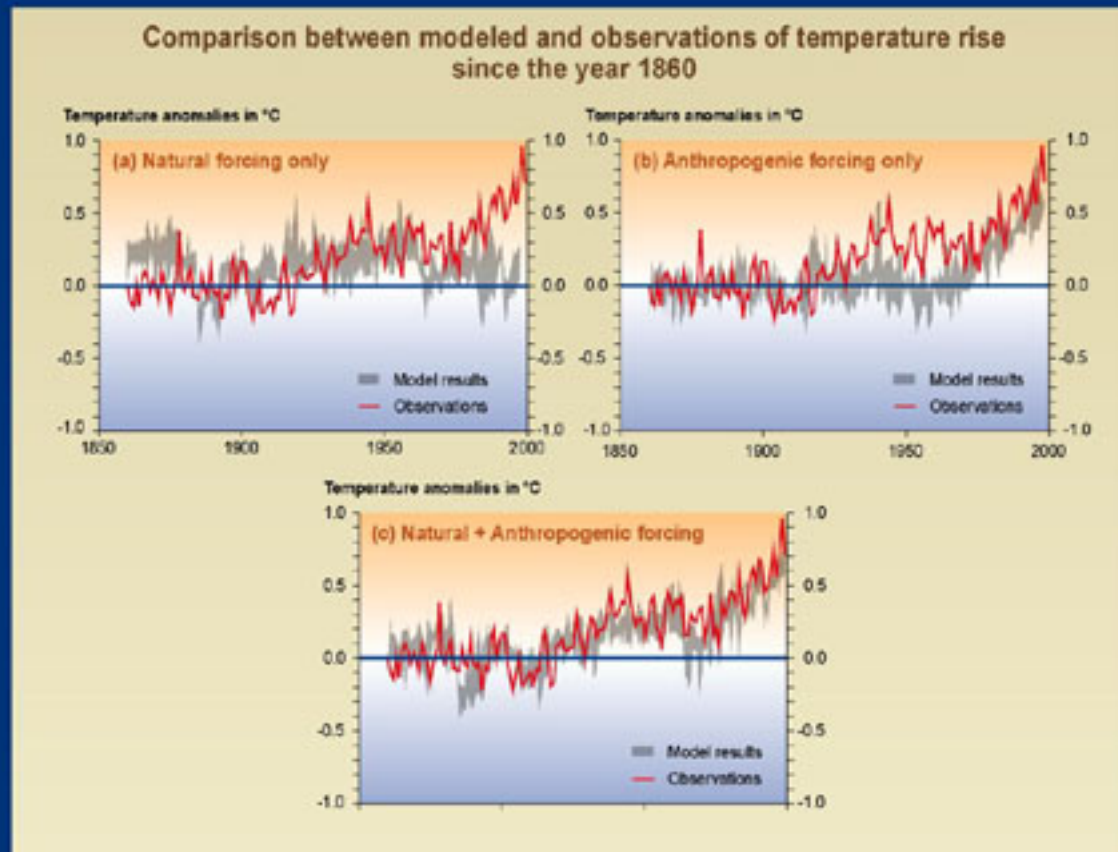 Comparison between modeled and observations of temperature rise
since the year 1860
Temperature anomalies in °C
1.0
0.5
0.0
-0.5
-1.0
(a) Natural forcing only
Model results
Observations
1.0
0.5
0.0
-0.5
-1.0
1850
1900
1950
2000
Temperature anomalies in °C
1.0
0.5
0.0
-0.5
-1.0
(b) Anthropogenic forcing only
Model results
Observations
1.0
0.5
0.0
-0.5
-1.0
1850
1900
1950
2000
Temperature anomalies in °C
1.0
0.5
0.0
-0.5
-1.0
(c) Natural + Anthropogenic forcing
Model results
Observations
1.0
0.5
0.0
-0.5
-1.0